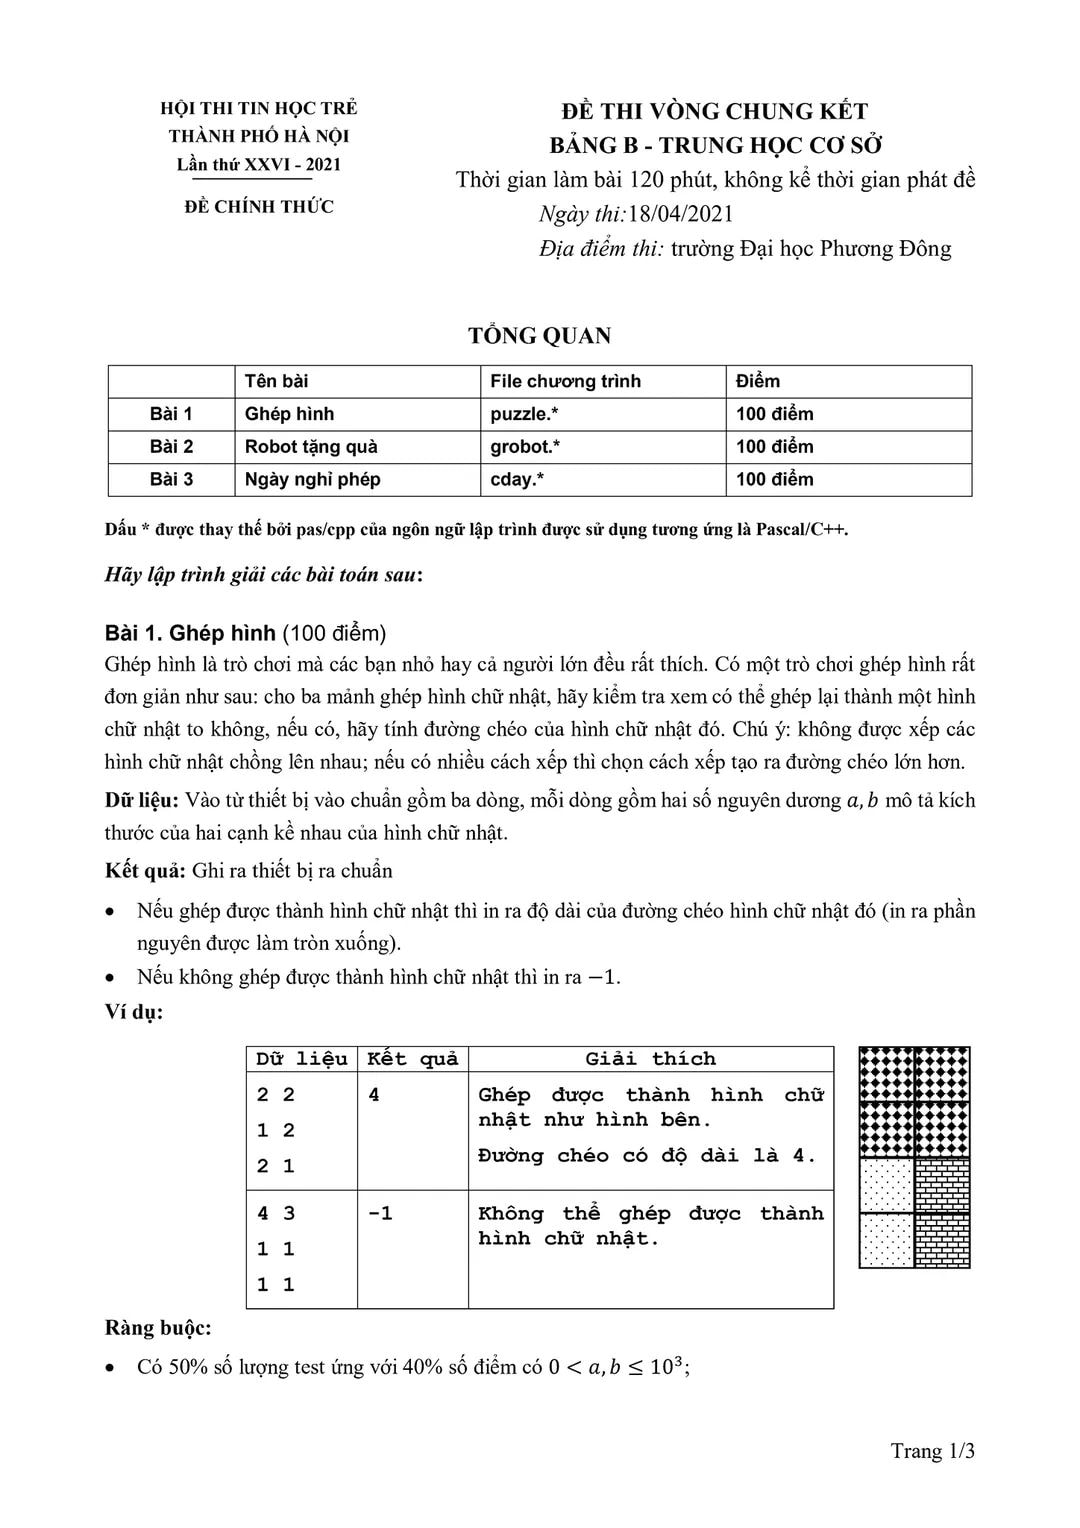 HỘI THI TIN HỌC TRẺ
THÀNH PHỐ HÀ NỘI
Lần thứ XXVI - 2021
ĐỀ CHÍNH THỨC
ĐỀ THI VÒNG CHUNG KẾT
BẢNG B - TRUNG HỌC CƠ SỞ
Thời gian làm bài 120 phút, không kể thời gian phát đề
Ngày thi:18/04/2021
Địa điểm thi: trường Đại học Phương Đông
TỔNG QUAN
Tên bài File chương trình Điểm
Bài 1 Ghép hình puzzle.* 100 điểm
Bài 2 Robot tặng quà grobot.* 100 điểm
Bài 3 Ngày nghỉ phép cday.* 100 điểm
Dấu * được thay thế bởi pas/cpp của ngôn ngữ lập trình được sử dụng tương ứng là Pascal/C++.
Hãy lập trình giải các bài toán sau:
Bài 1. Ghép hình (100 điểm)
Ghép hình là trò chơi mà các bạn nhỏ hay cả người lớn đều rất thích. Có một trò chơi ghép hình rất
đơn giản như sau: cho ba mảnh ghép hình chữ nhật, hãy kiểm tra xem có thể ghép lại thành một hình
chữ nhật to không, nếu có, hãy tính đường chéo của hình chữ nhật đó. Chú ý: không được xếp các
hình chữ nhật chồng lên nhau; nếu có nhiều cách xếp thì chọn cách xếp tạo ra đường chéo lớn hơn.
Dữ liệu: Vào từ thiết bị vào chuẩn gồm ba dòng, mỗi dòng gồm hai số nguyên dương a, b mô tả kích
thước của hai cạnh kề nhau của hình chữ nhật.
Kết quả: Ghi ra thiết bị ra chuẩn
• Nếu ghép được thành hình chữ nhật thì in ra độ dài của đường chéo hình chữ nhật đó (in ra phần
nguyên được làm tròn xuống).
• Nếu không ghép được thành hình chữ nhật thì in ra −1.
Ví dụ:
Dữ liệu Kết quả Giải thích
2 2 4 Ghép được thành hình chữ
nhật như hình bên.
1 2
Đường chéo có độ dài là 4.
2 1
4 3 -1 Không thể ghép được thành
hình chữ nhật.
1 1
1 1
Ràng buộc:
• Có 50% số lượng test ứng với 40% số điểm có 0 < a, b ≤ 10³;
Trang 1/3